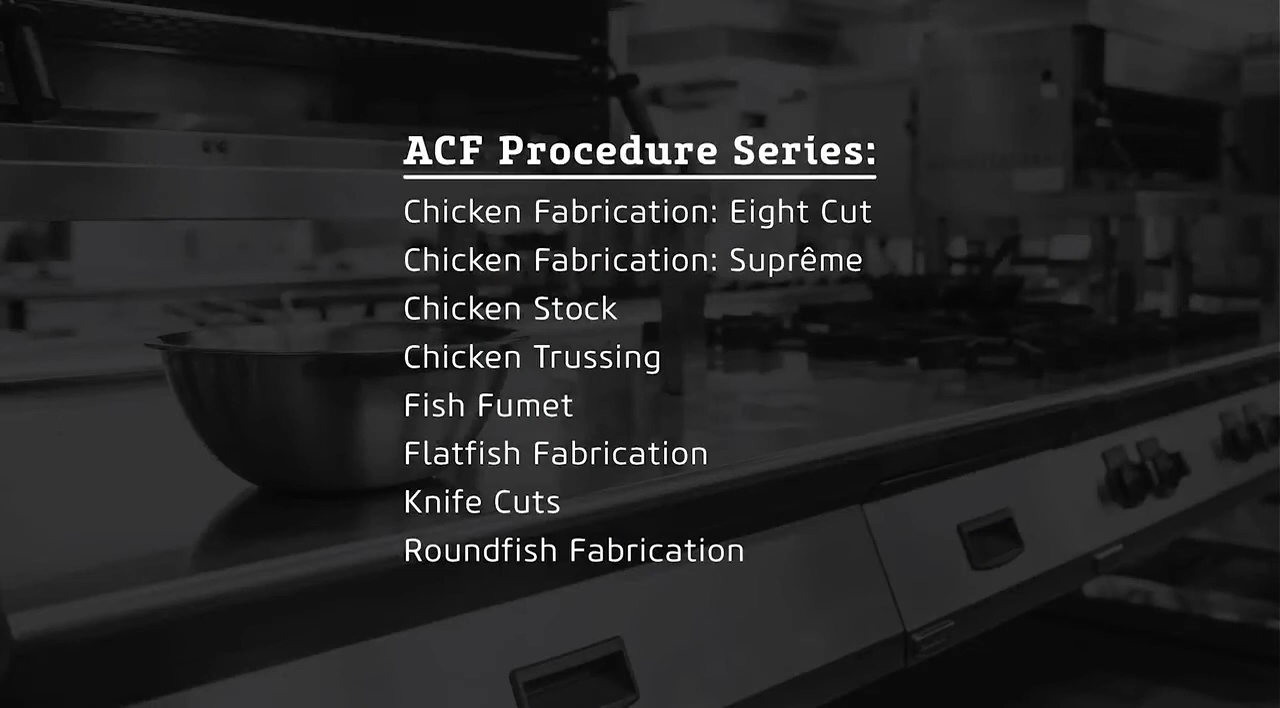 ACF Procedure Series:
Chicken Fabrication: Eight Cut
Chicken Fabrication: Suprême
Chicken Stock
Chicken Trussing
Fish Fumet
Flatfish Fabrication
Knife Cuts
Roundfish Fabrication